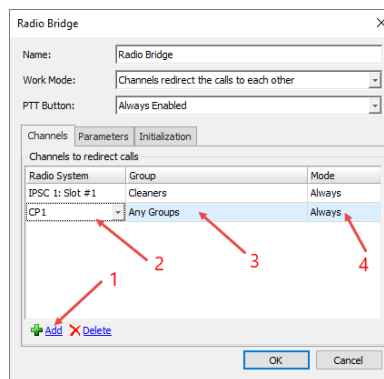 Radio Bridge
Name: Radio Bridge
Work Mode: Channels redirect the calls to each other
PTT Button: Always Enabled
Channels Parameters Initialization
Channels to redirect calls
Radio System Group Mode
IPSC 1: Slot #1 Cleaners Always
CP1 Any Groups Always
2 3 4
1
Add Delete
OK Cancel